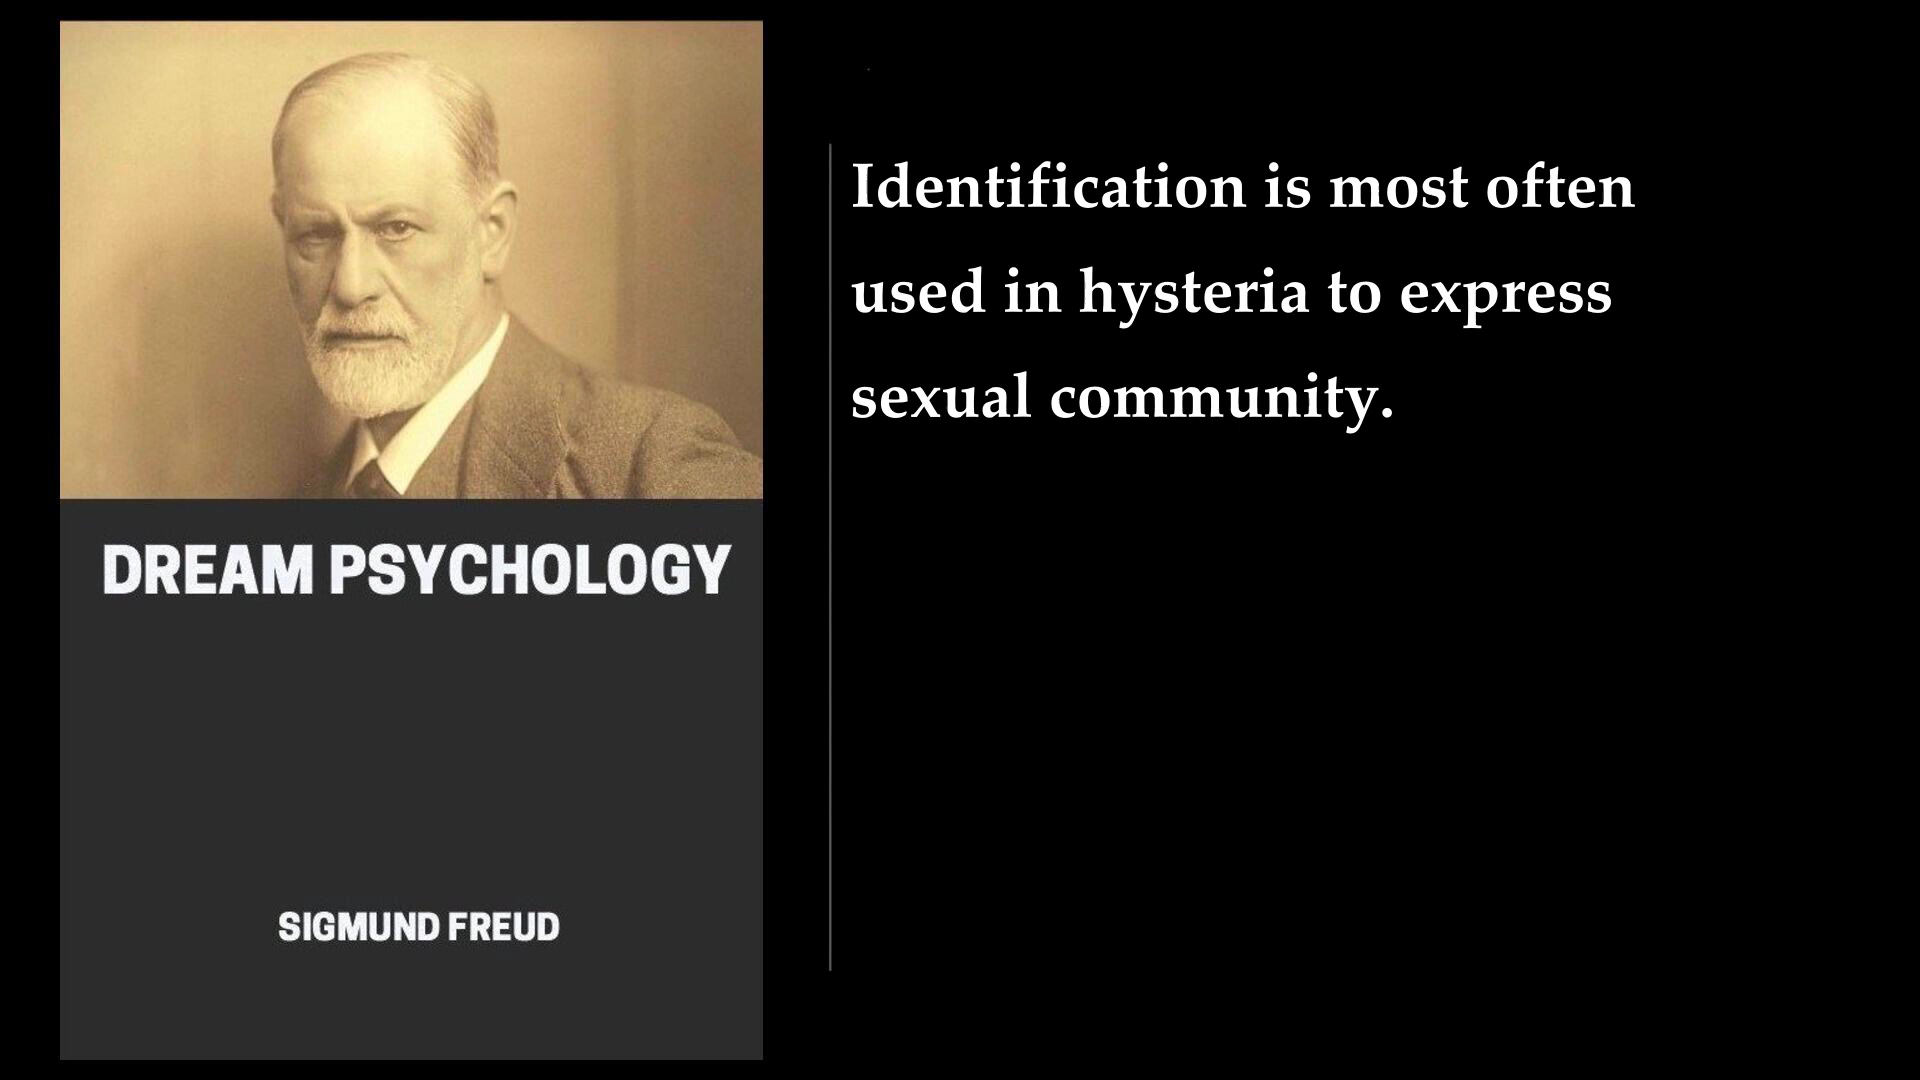 DREAM PSYCHOLOGY
SIGMUND FREUD
Identification is most often
used in hysteria to express
sexual community.